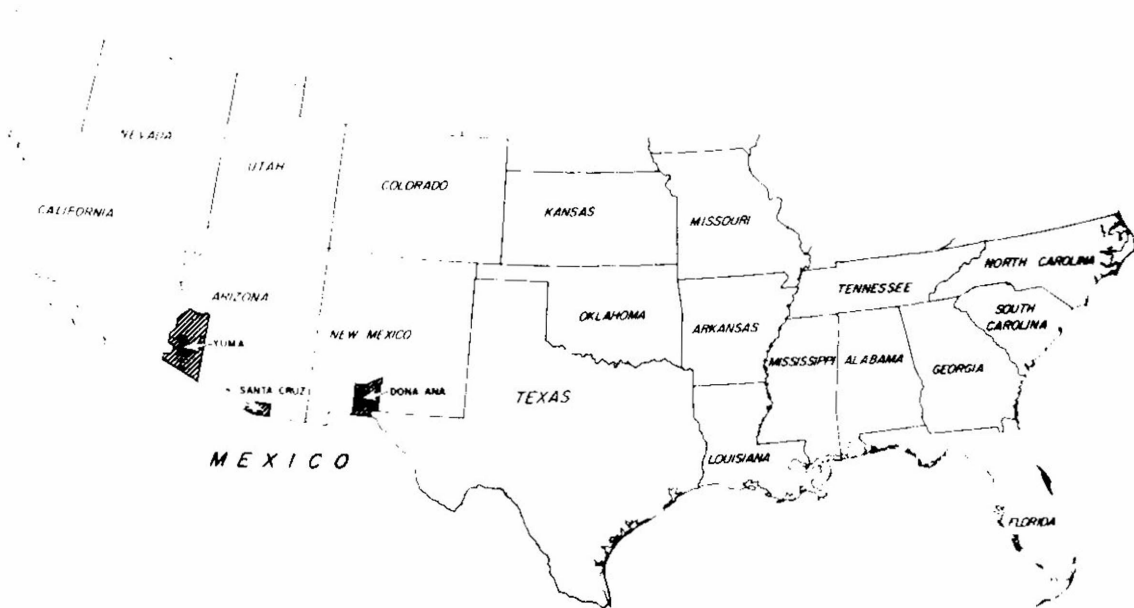 NEVADA
UTAH
COLORADO
CALIFORNIA
KANSAS
MISSOURI
NORTH CAROLINA
TENNESSEE
ARIZONA
OKLAHOMA
ARKANSAS
SOUTH
CAROLINA
YUMA
NEW MEXICO
MISSISSIPPI
ALABAMA
GEORGIA
SANTA CRUZ
DONA ANA
TEXAS
MEXICO
LOUISIANA
FLORIDA